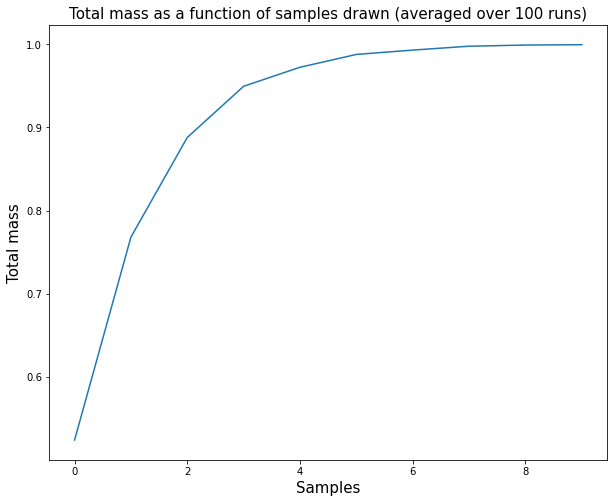 Total mass as a function of samples drawn (averaged over 100 runs)
1.0
0.9
0.8
0.7
0.6
Total mass
0 2 4 6 8
Samples